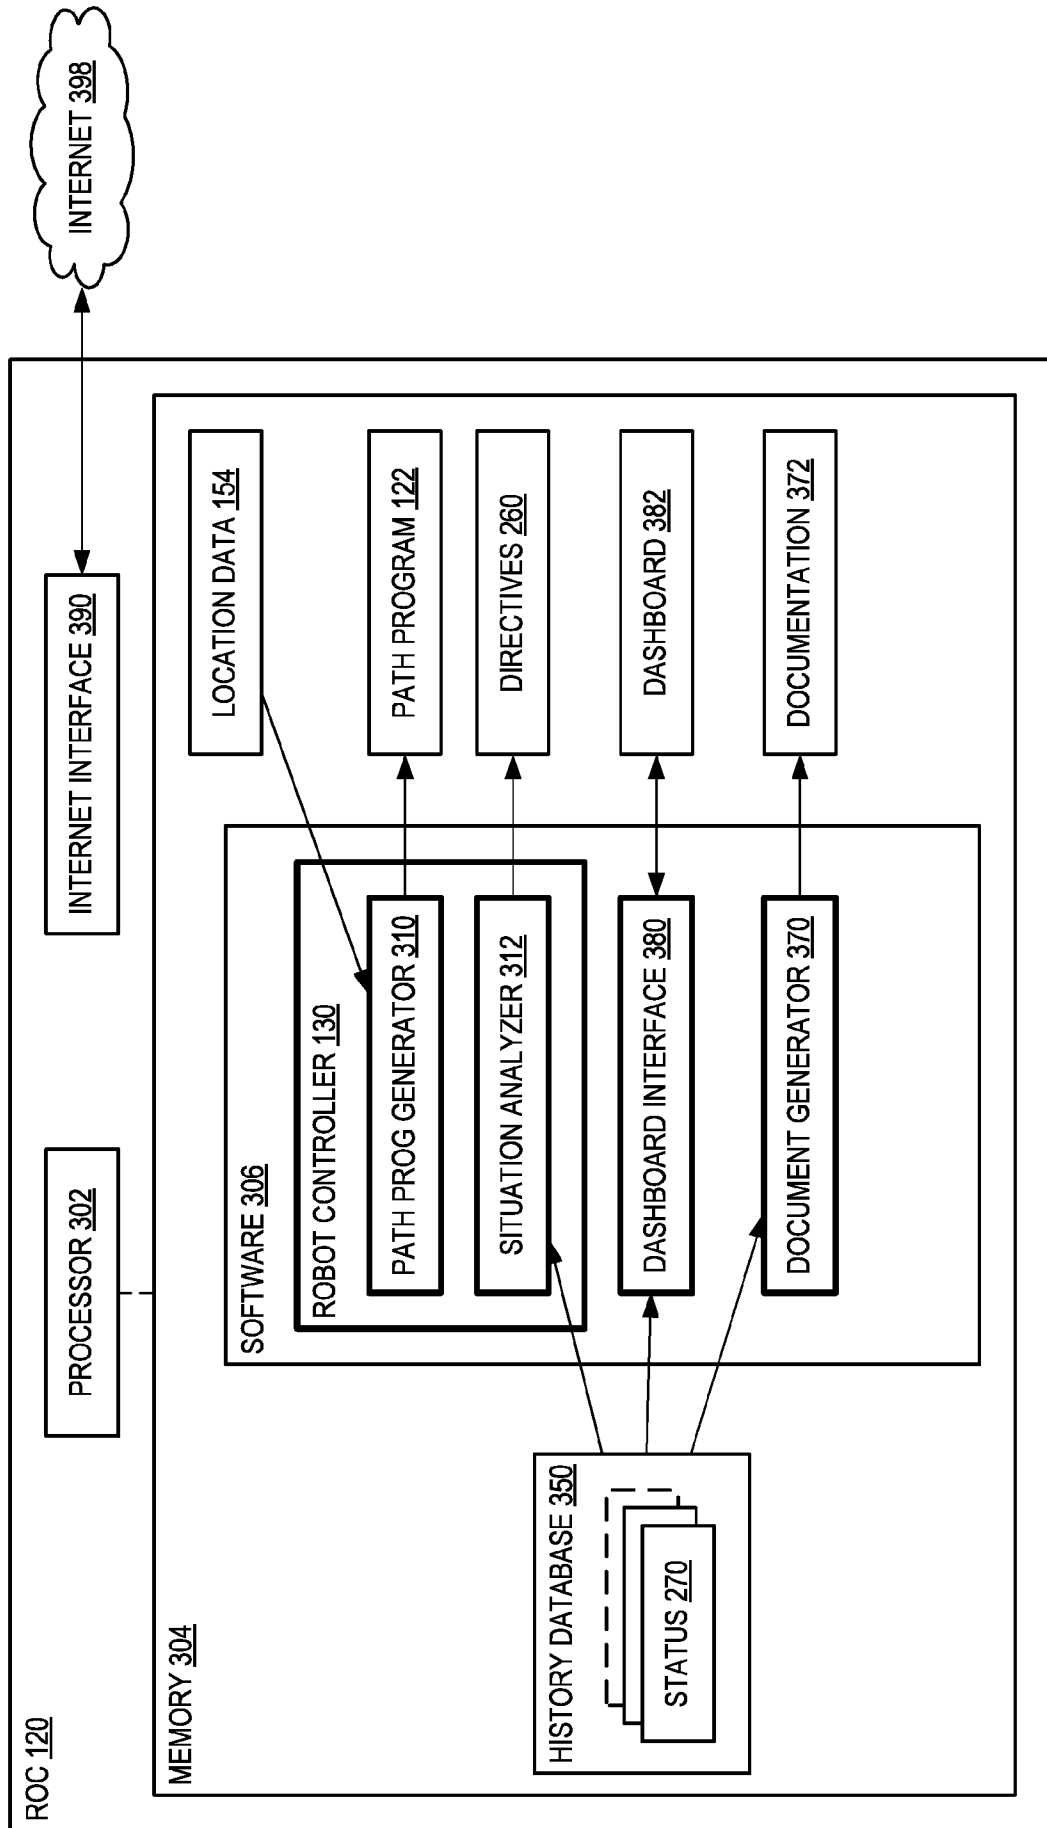 ROC 120
PROCESSOR 302
INTERNET INTERFACE 390
INTERNET 398
MEMORY 304
LOCATION DATA 154
SOFTWARE 306
ROBOT CONTROLLER 130
PATH PROG GENERATOR 310
PATH PROGRAM 122
SITUATION ANALYZER 312
DIRECTIVES 260
HISTORY DATABASE 350
STATUS 270
DASHBOARD INTERFACE 380
DASHBOARD 382
DOCUMENT GENERATOR 370
DOCUMENTATION 372